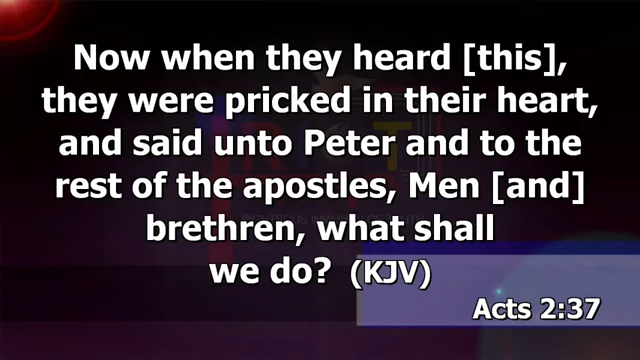 Now when they heard [this],
they were pricked in their heart,
and said unto Peter and to the
rest of the apostles, Men [and]
brethren, what shall
we do? (KJV)
Acts 2:37